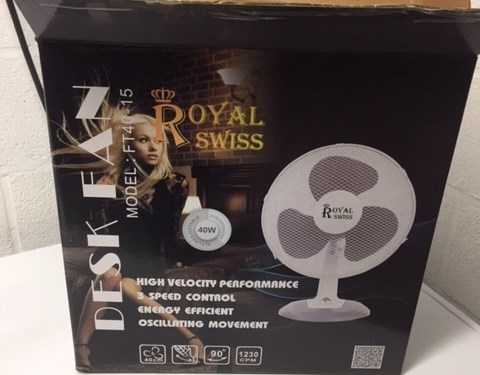 DESK FAN
MODEL: FT40-15
ROYAL
SWISS
40W
ROYAL
SWISS
HIGH VELOCITY PERFORMANCE
3 SPEED CONTROL
ENERGY EFFICIENT
OSCILLATING MOVEMENT
90°
1230
CPM